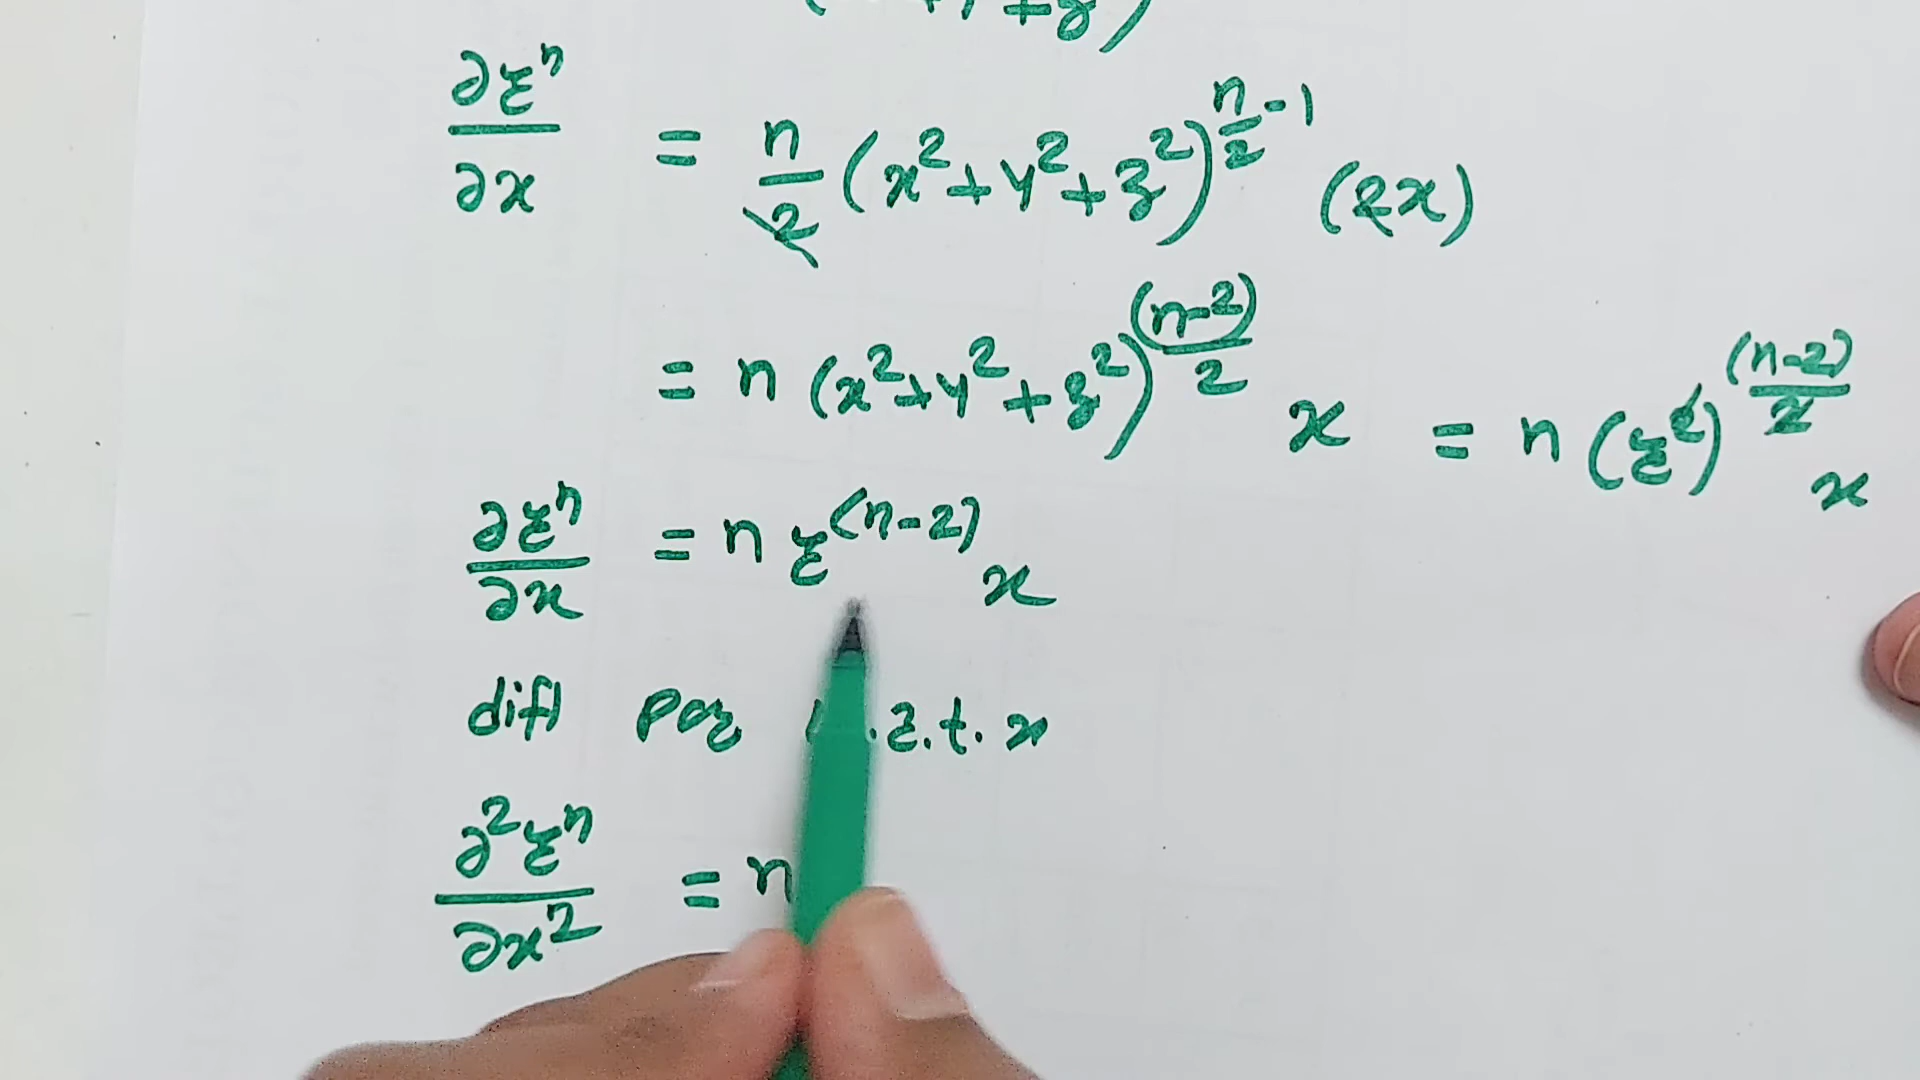 ∂r^n/∂x = n/2 (x²+y²+z²)^(n/2 -1) (2x)
= n (x²+y²+z²)^((n-2)/2) x = n (r²)^((n-2)/2) x
∂r^n/∂x = n r^(n-2) x
diff par .r.t. x
∂²r^n/∂x² = n